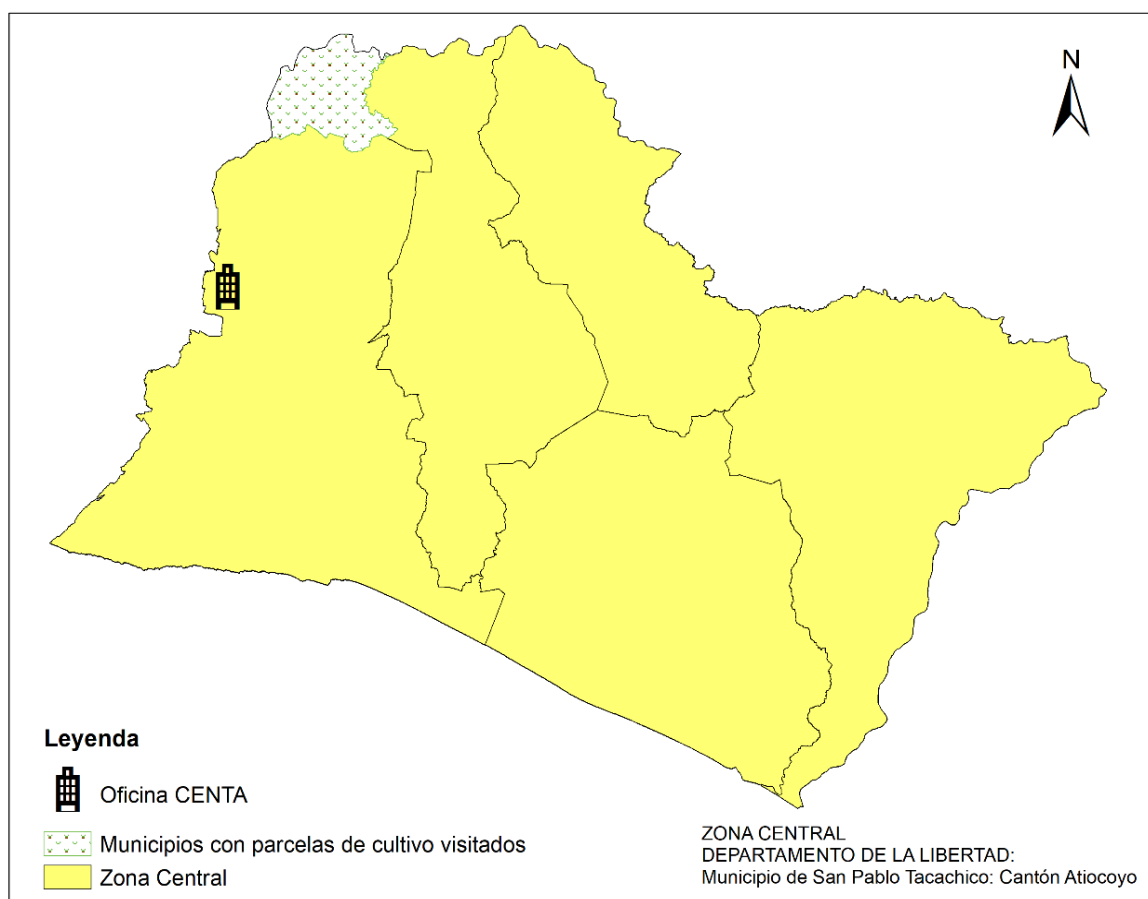 N
Leyenda
Oficina CENTA
Municipios con parcelas de cultivo visitados
Zona Central
ZONA CENTRAL
DEPARTAMENTO DE LA LIBERTAD:
Municipio de San Pablo Tacachico: Cantón Atiocoyo